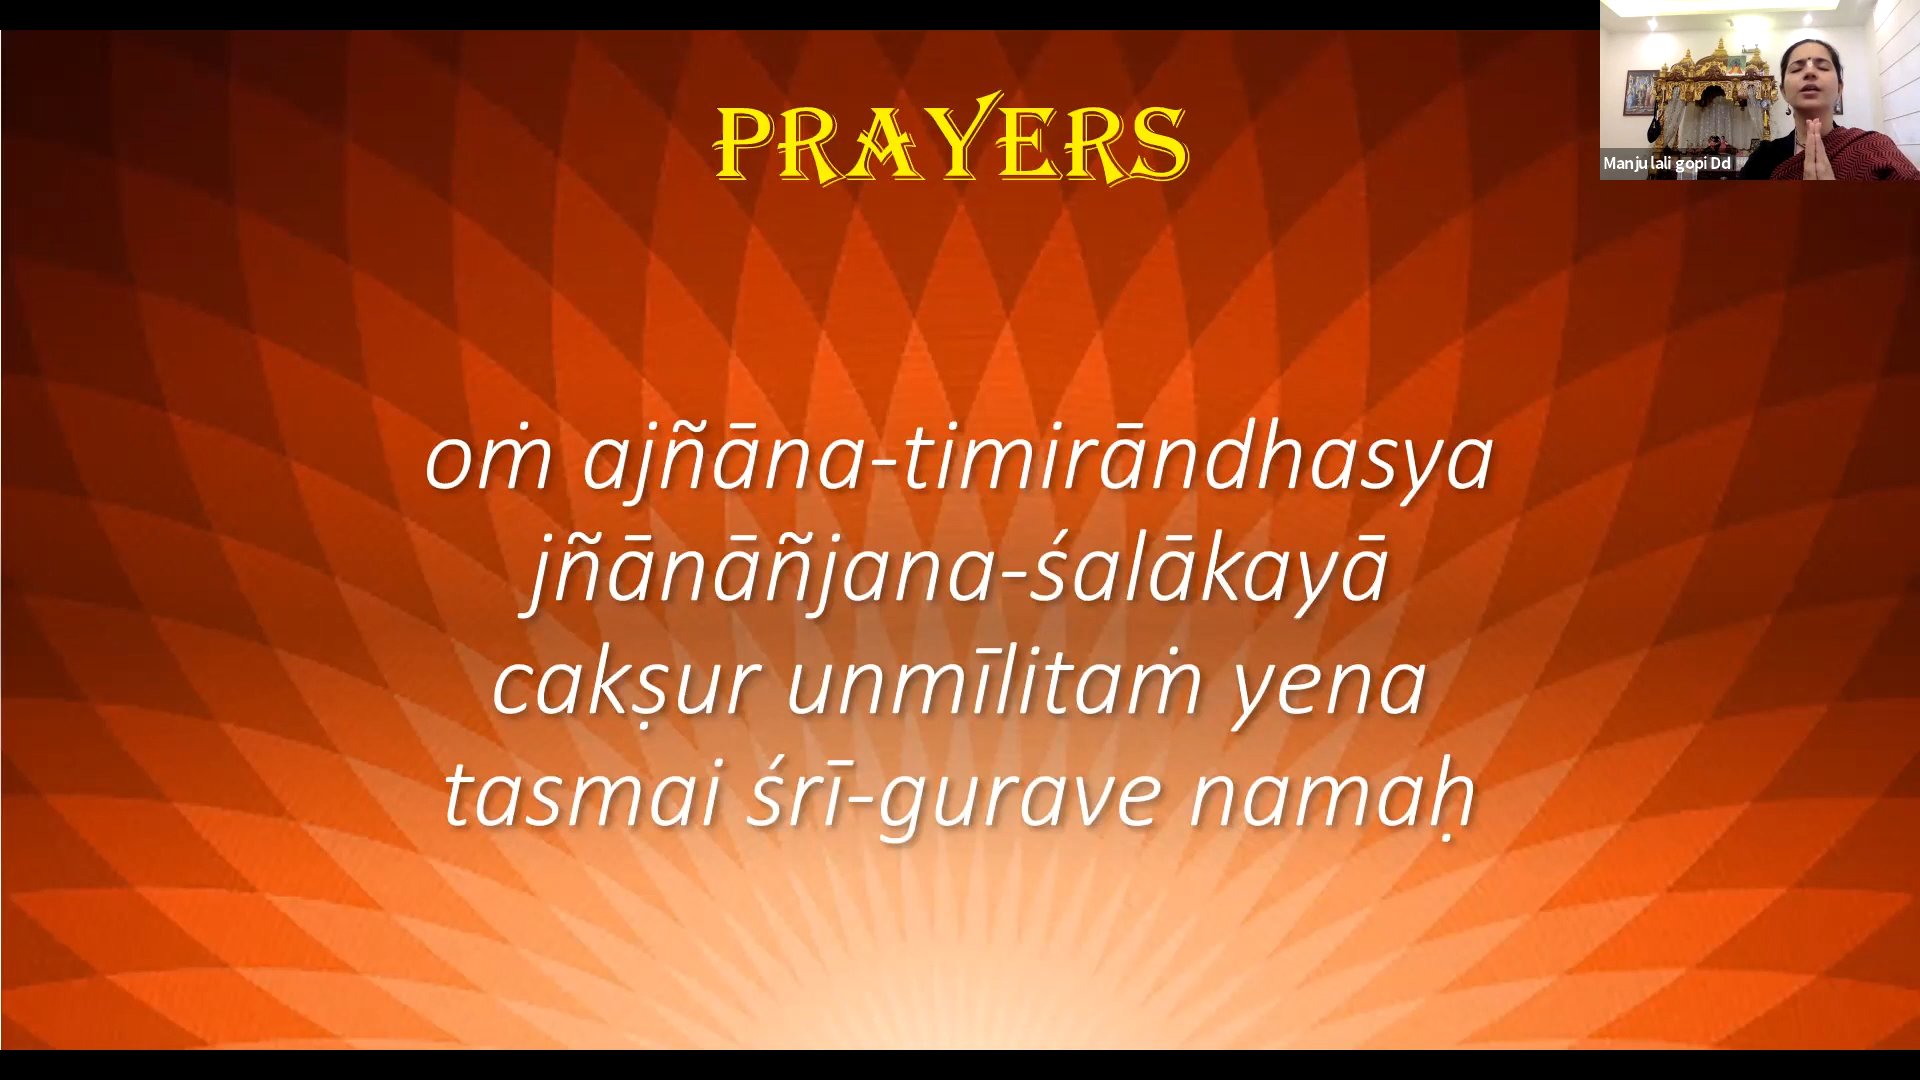 PRAYERS
Manju lali gopi Dd
oṁ ajñāna-timirāndhasya
jñānāñjana-śalākayā
cakṣur unmīlitaṁ yena
tasmai śrī-gurave namaḥ